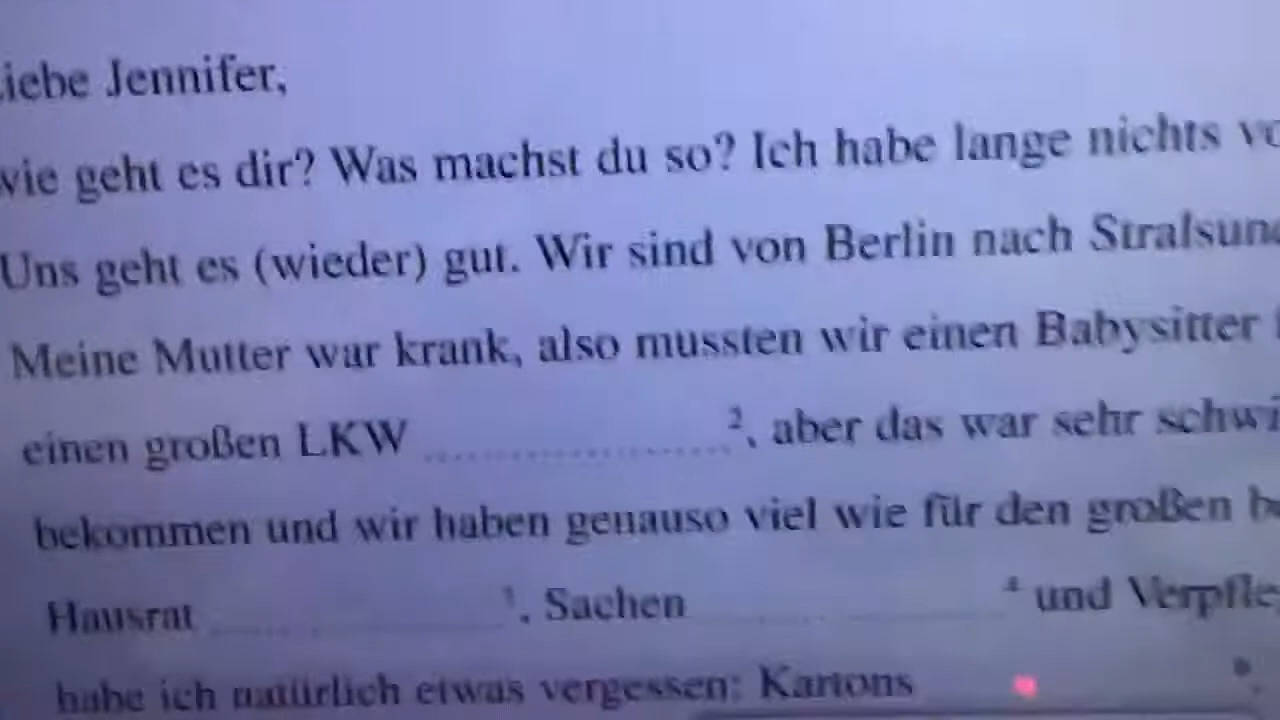 iebe Jennifer,
wie geht es dir? Was machst du so? Ich habe lange nichts
Uns geht es (wieder) gut. Wir sind von Berlin nach Stralsun
Meine Mutter war krank, also mussten wir einen Babysitter
einen großen LKW ....................², aber das war sehr schwi
bekommen und wir haben genauso viel wie für den großen b
Hausrat ....................³, Sachen ....................⁴ und Verpfle
habe ich natürlich etwas vergessen: Kartons